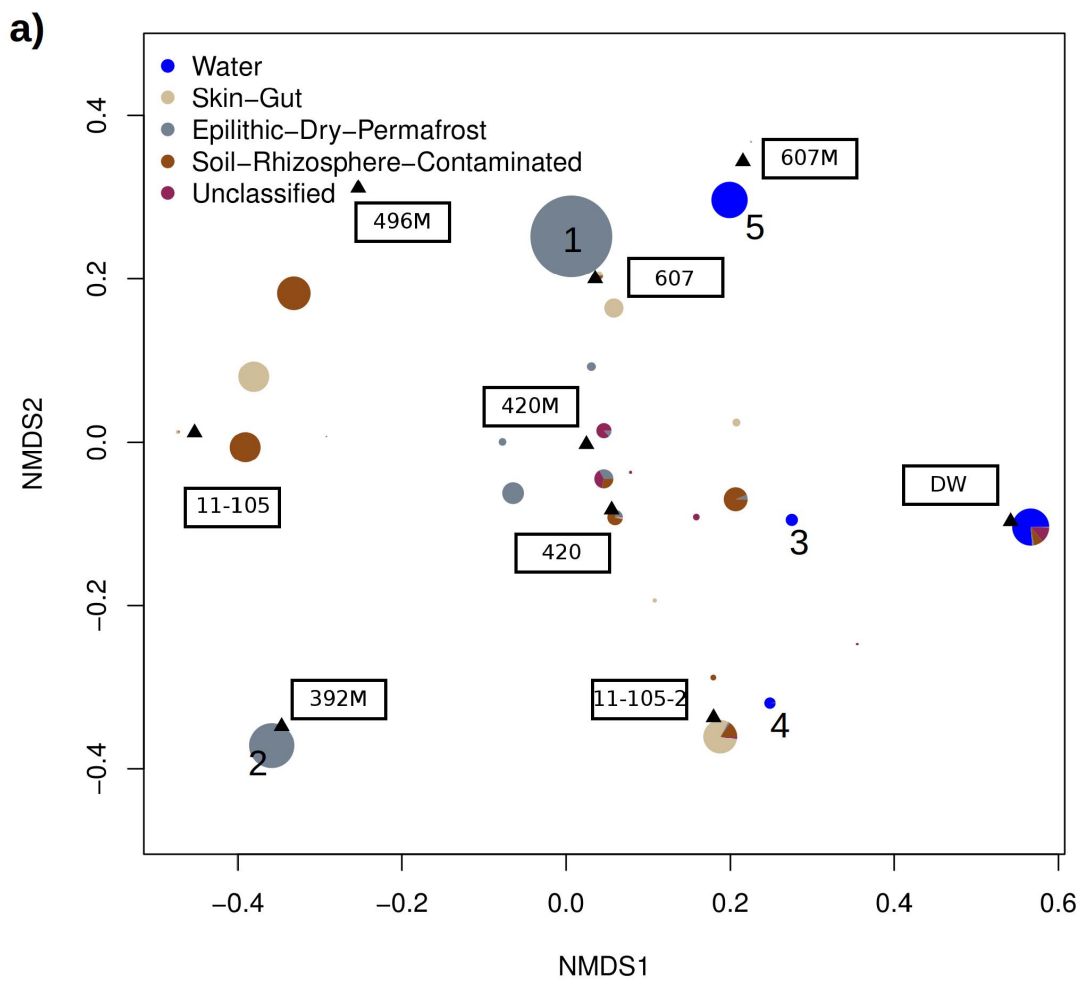 a)
Water
Skin−Gut
Epilithic−Dry−Permafrost
Soil−Rhizosphere−Contaminated
Unclassified
607M
496M
5
1
607
420M
11-105
DW
3
420
392M
11-105-2
4
2
0.4
0.2
0.0
−0.2
−0.4
NMDS2
−0.4
−0.2
0.0
0.2
0.4
0.6
NMDS1